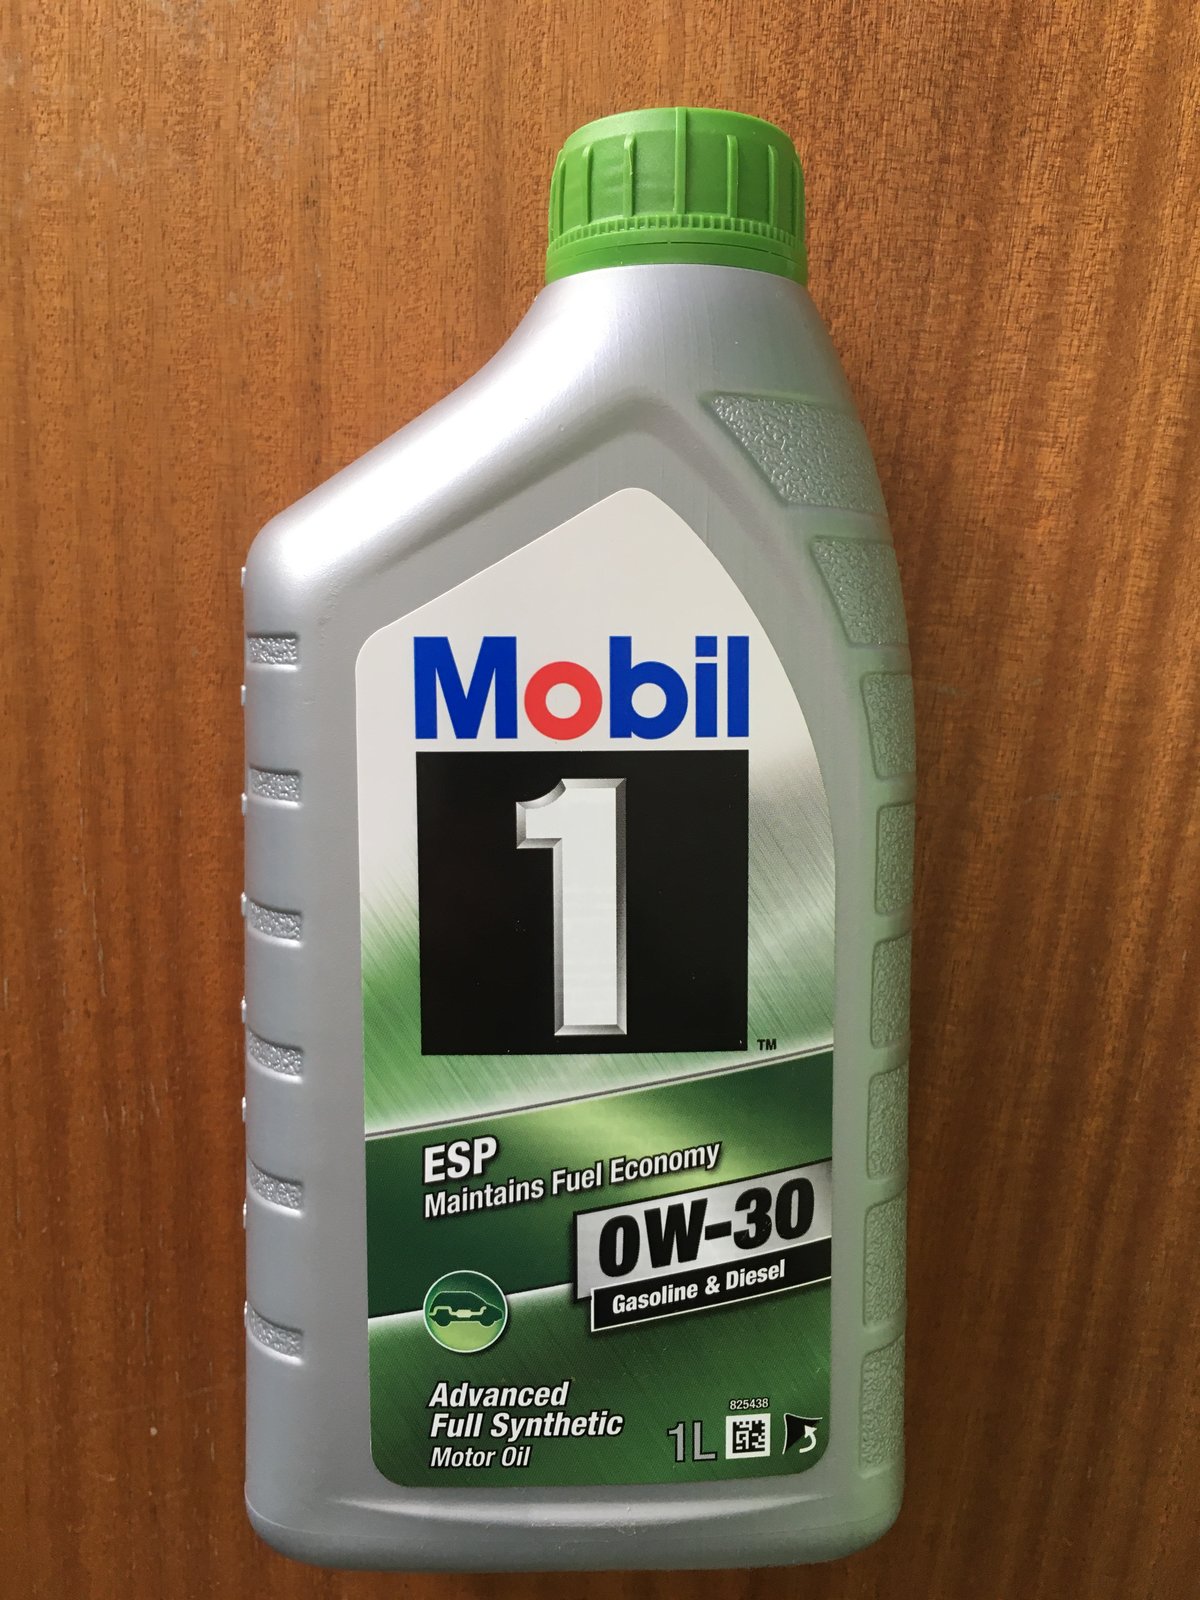 Mobil
1
TM
ESP
Maintains Fuel Economy
0W-30
Gasoline & Diesel
Advanced
Full Synthetic
Motor Oil
825438
1L